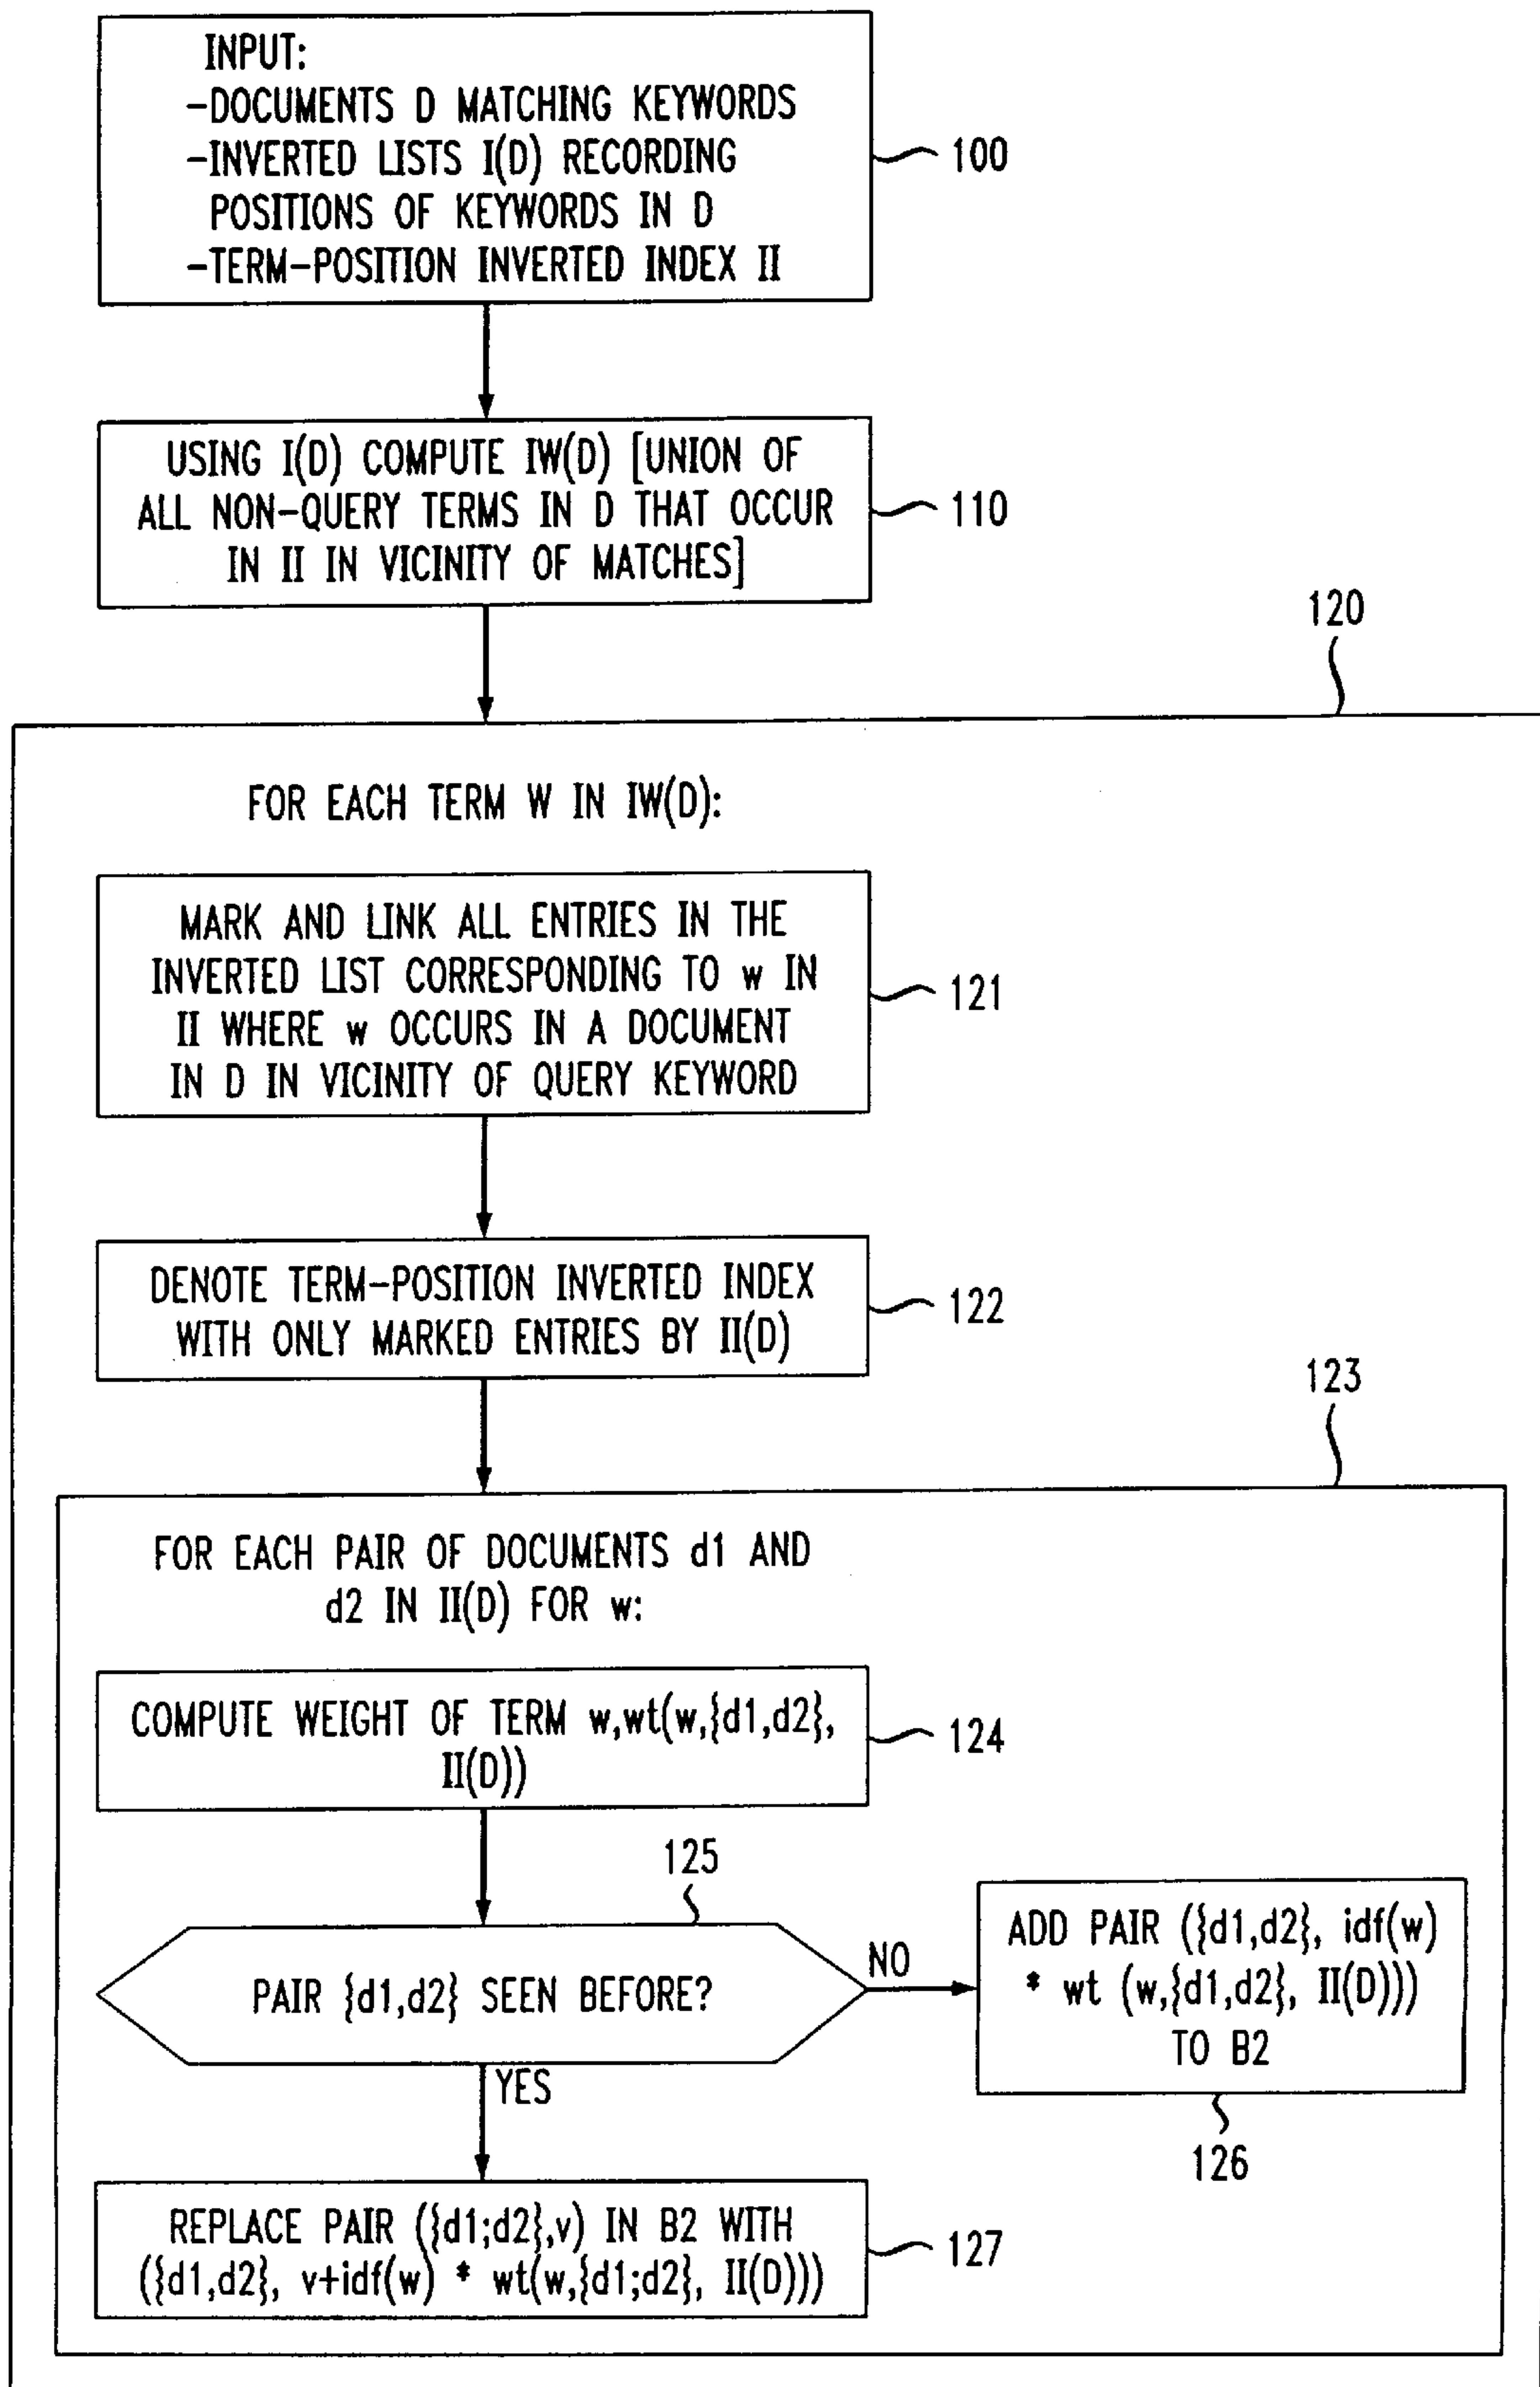 INPUT:
-DOCUMENTS D MATCHING KEYWORDS
-INVERTED LISTS I(D) RECORDING
POSITIONS OF KEYWORDS IN D
-TERM-POSITION INVERTED INDEX II
100
USING I(D) COMPUTE IW(D) [UNION OF
ALL NON-QUERY TERMS IN D THAT OCCUR
IN II IN VICINITY OF MATCHES]
110
120
FOR EACH TERM W IN IW(D):
MARK AND LINK ALL ENTRIES IN THE
INVERTED LIST CORRESPONDING TO w IN
II WHERE w OCCURS IN A DOCUMENT
IN D IN VICINITY OF QUERY KEYWORD
121
DENOTE TERM-POSITION INVERTED INDEX
WITH ONLY MARKED ENTRIES BY II(D)
122
123
FOR EACH PAIR OF DOCUMENTS d1 AND
d2 IN II(D) FOR w:
COMPUTE WEIGHT OF TERM w,wt(w,{d1,d2},
II(D))
124
125
PAIR }d1,d2} SEEN BEFORE?
NO
ADD PAIR ({d1,d2}, idf(w)
* wt (w,{d1,d2}, II(D)))
TO B2
126
YES
REPLACE PAIR ({d1;d2},v) IN B2 WITH
({d1,d2}, v+idf(w) * wt(w,{d1;d2}, II(D)))
127